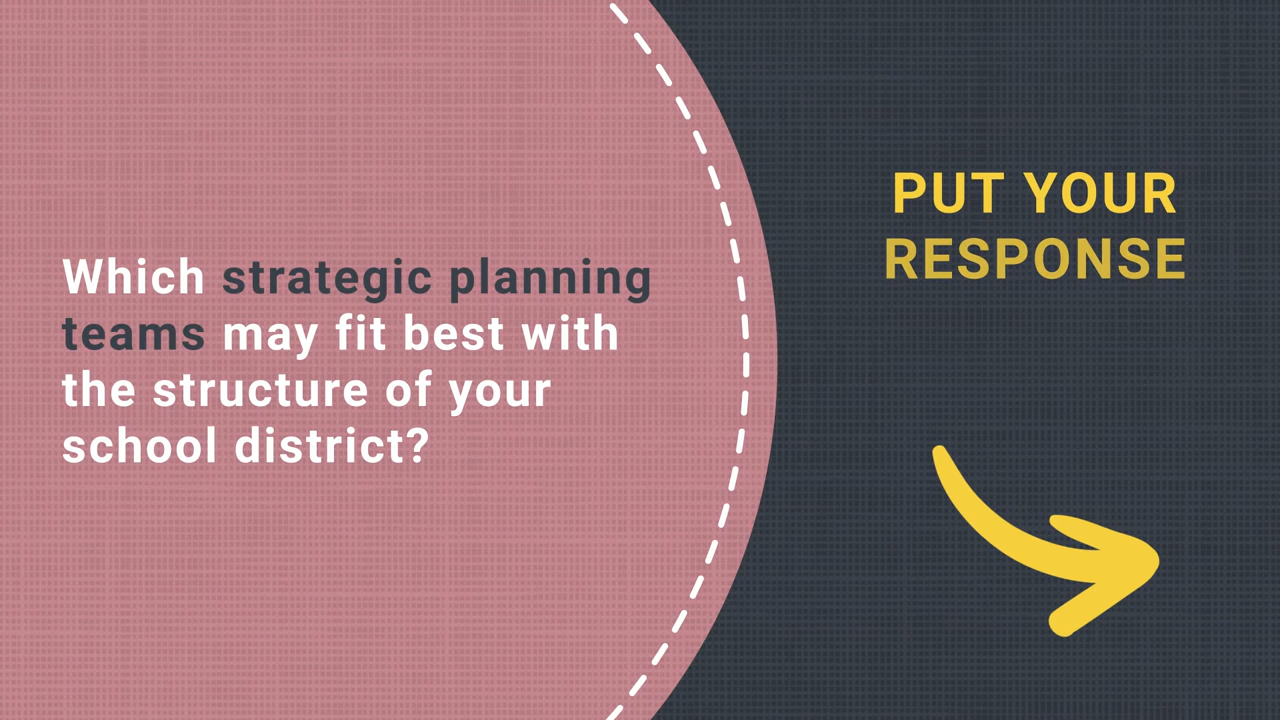 Which strategic planning
teams may fit best with
the structure of your
school district?
PUT YOUR
RESPONSE